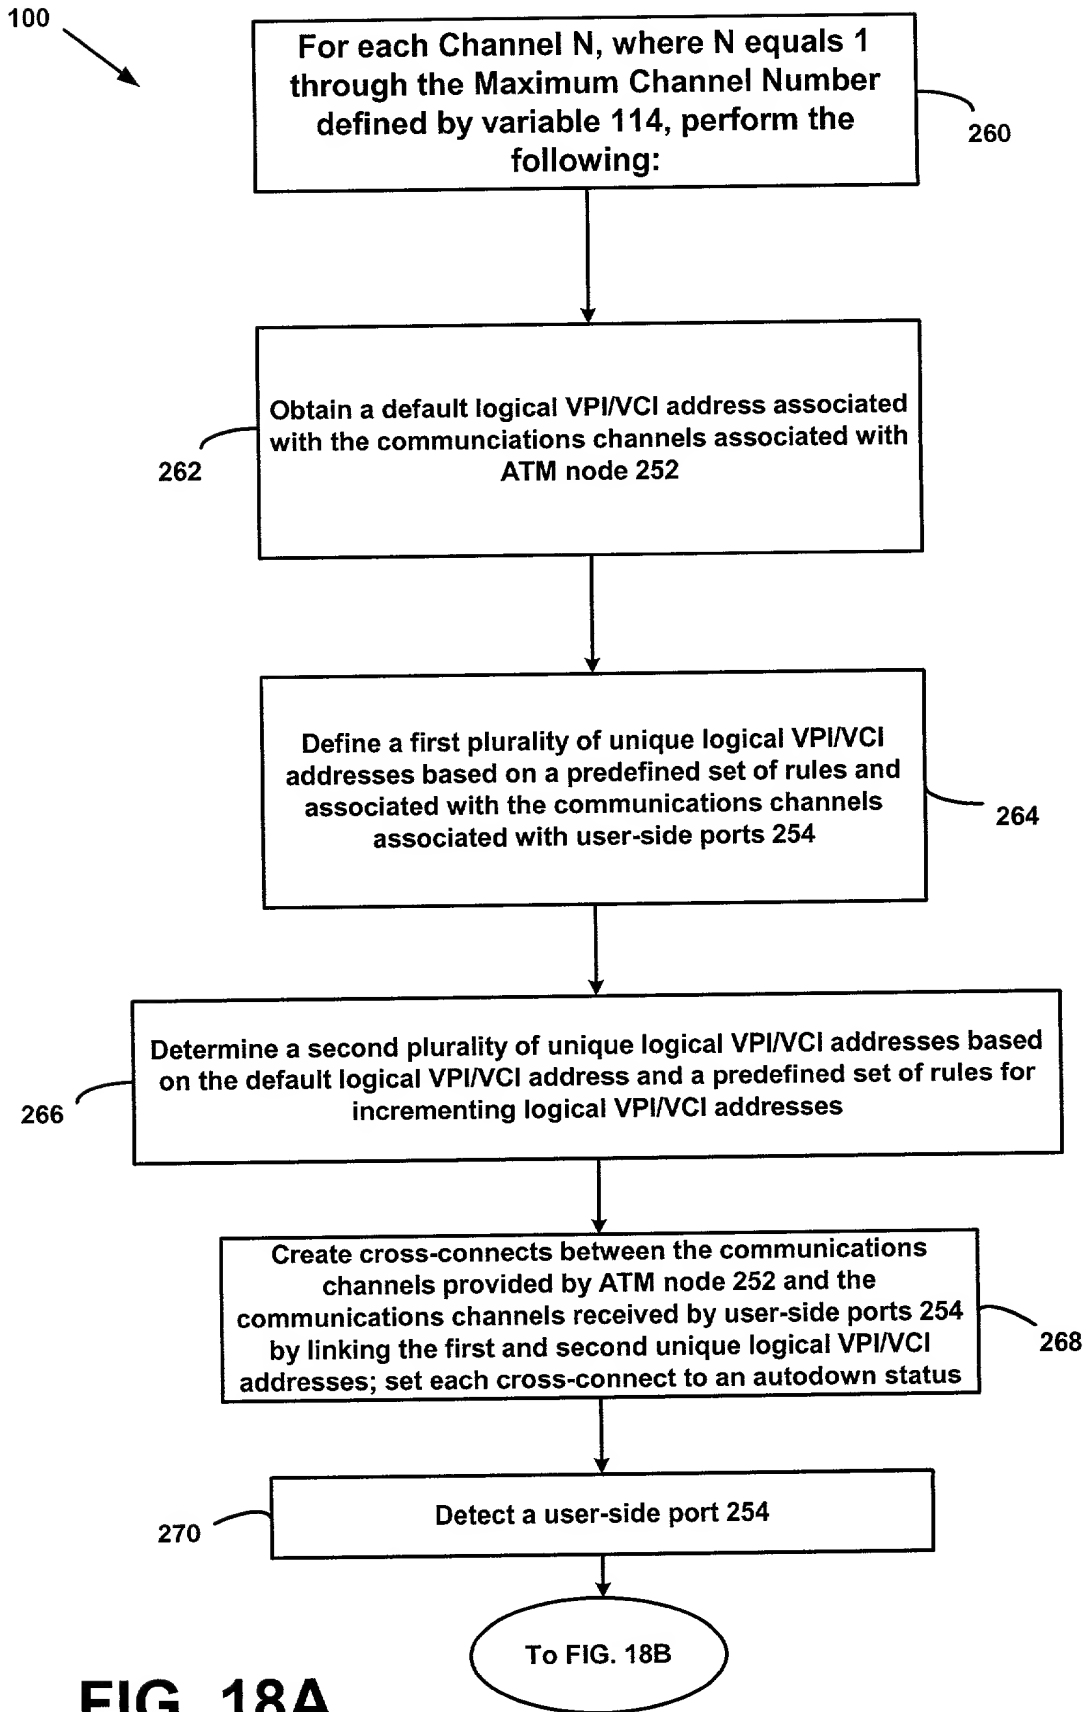 100
For each Channel N, where N equals 1
through the Maximum Channel Number
defined by variable 114, perform the
following:
260
Obtain a default logical VPI/VCI address associated
with the communciations channels associated with
ATM node 252
262
Define a first plurality of unique logical VPI/VCI
addresses based on a predefined set of rules and
associated with the communications channels
associated with user-side ports 254
264
Determine a second plurality of unique logical VPI/VCI addresses based
on the default logical VPI/VCI address and a predefined set of rules for
incrementing logical VPI/VCI addresses
266
Create cross-connects between the communications
channels provided by ATM node 252 and the
communications channels received by user-side ports 254
by linking the first and second unique logical VPI/VCI
addresses; set each cross-connect to an autodown status
268
Detect a user-side port 254
270
To FIG. 18B
FIG. 18A